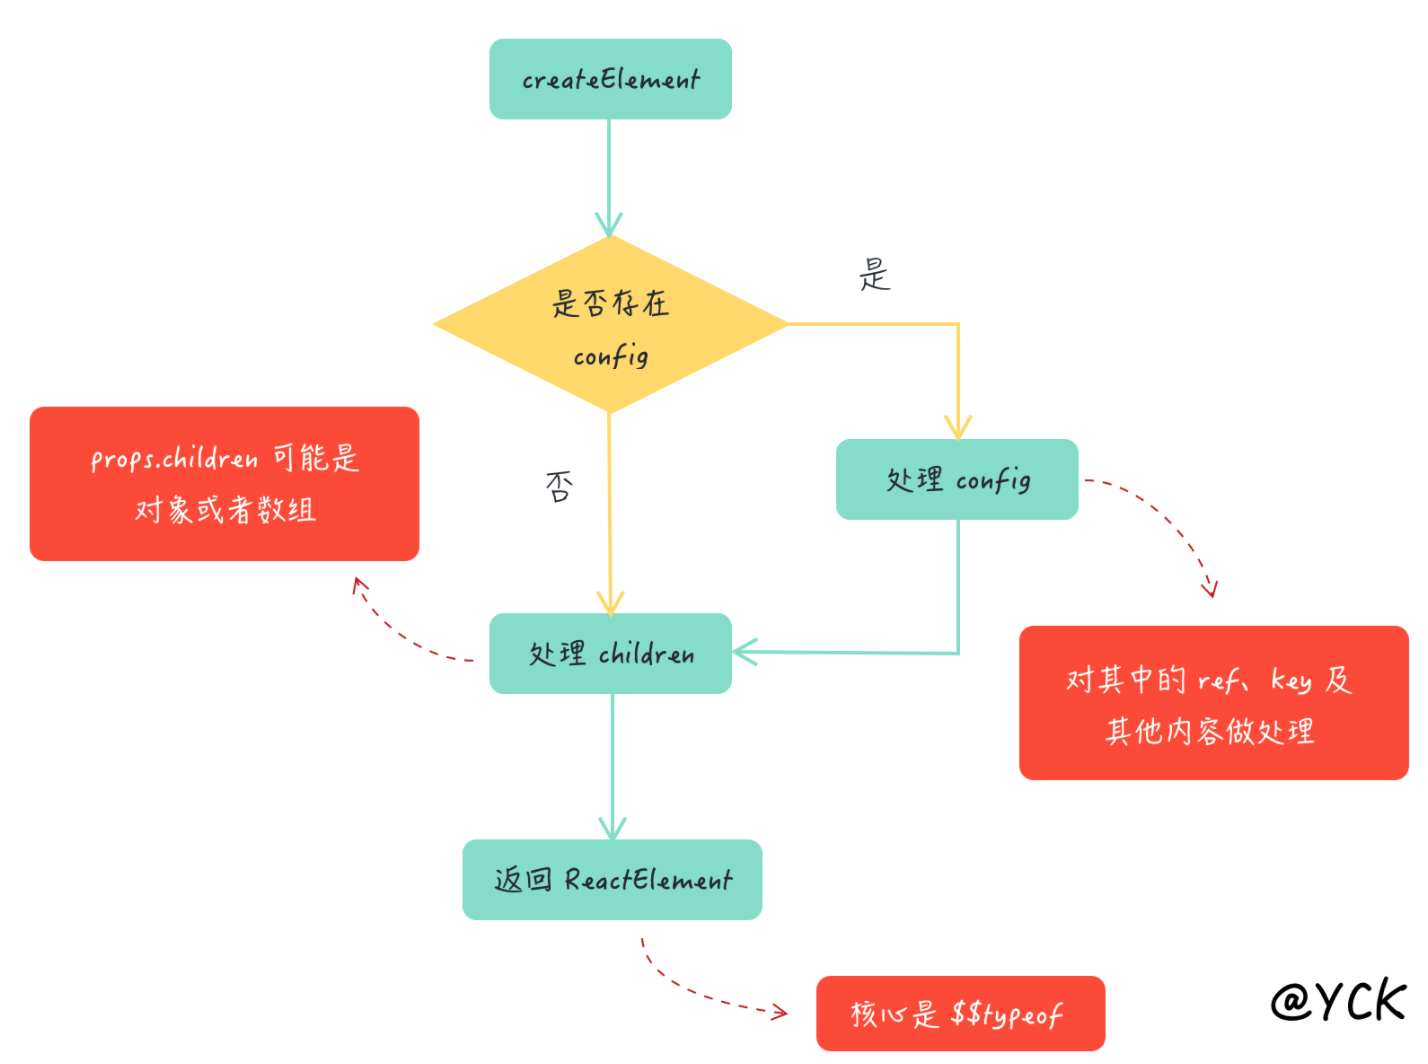 createElement
是否存在
config
是
props.children 可能是
对象或者数组
否
处理 config
处理 children
对其中的 ref、key 及
其他内容做处理
返回 ReactElement
核心是 $$typeof
@YCK